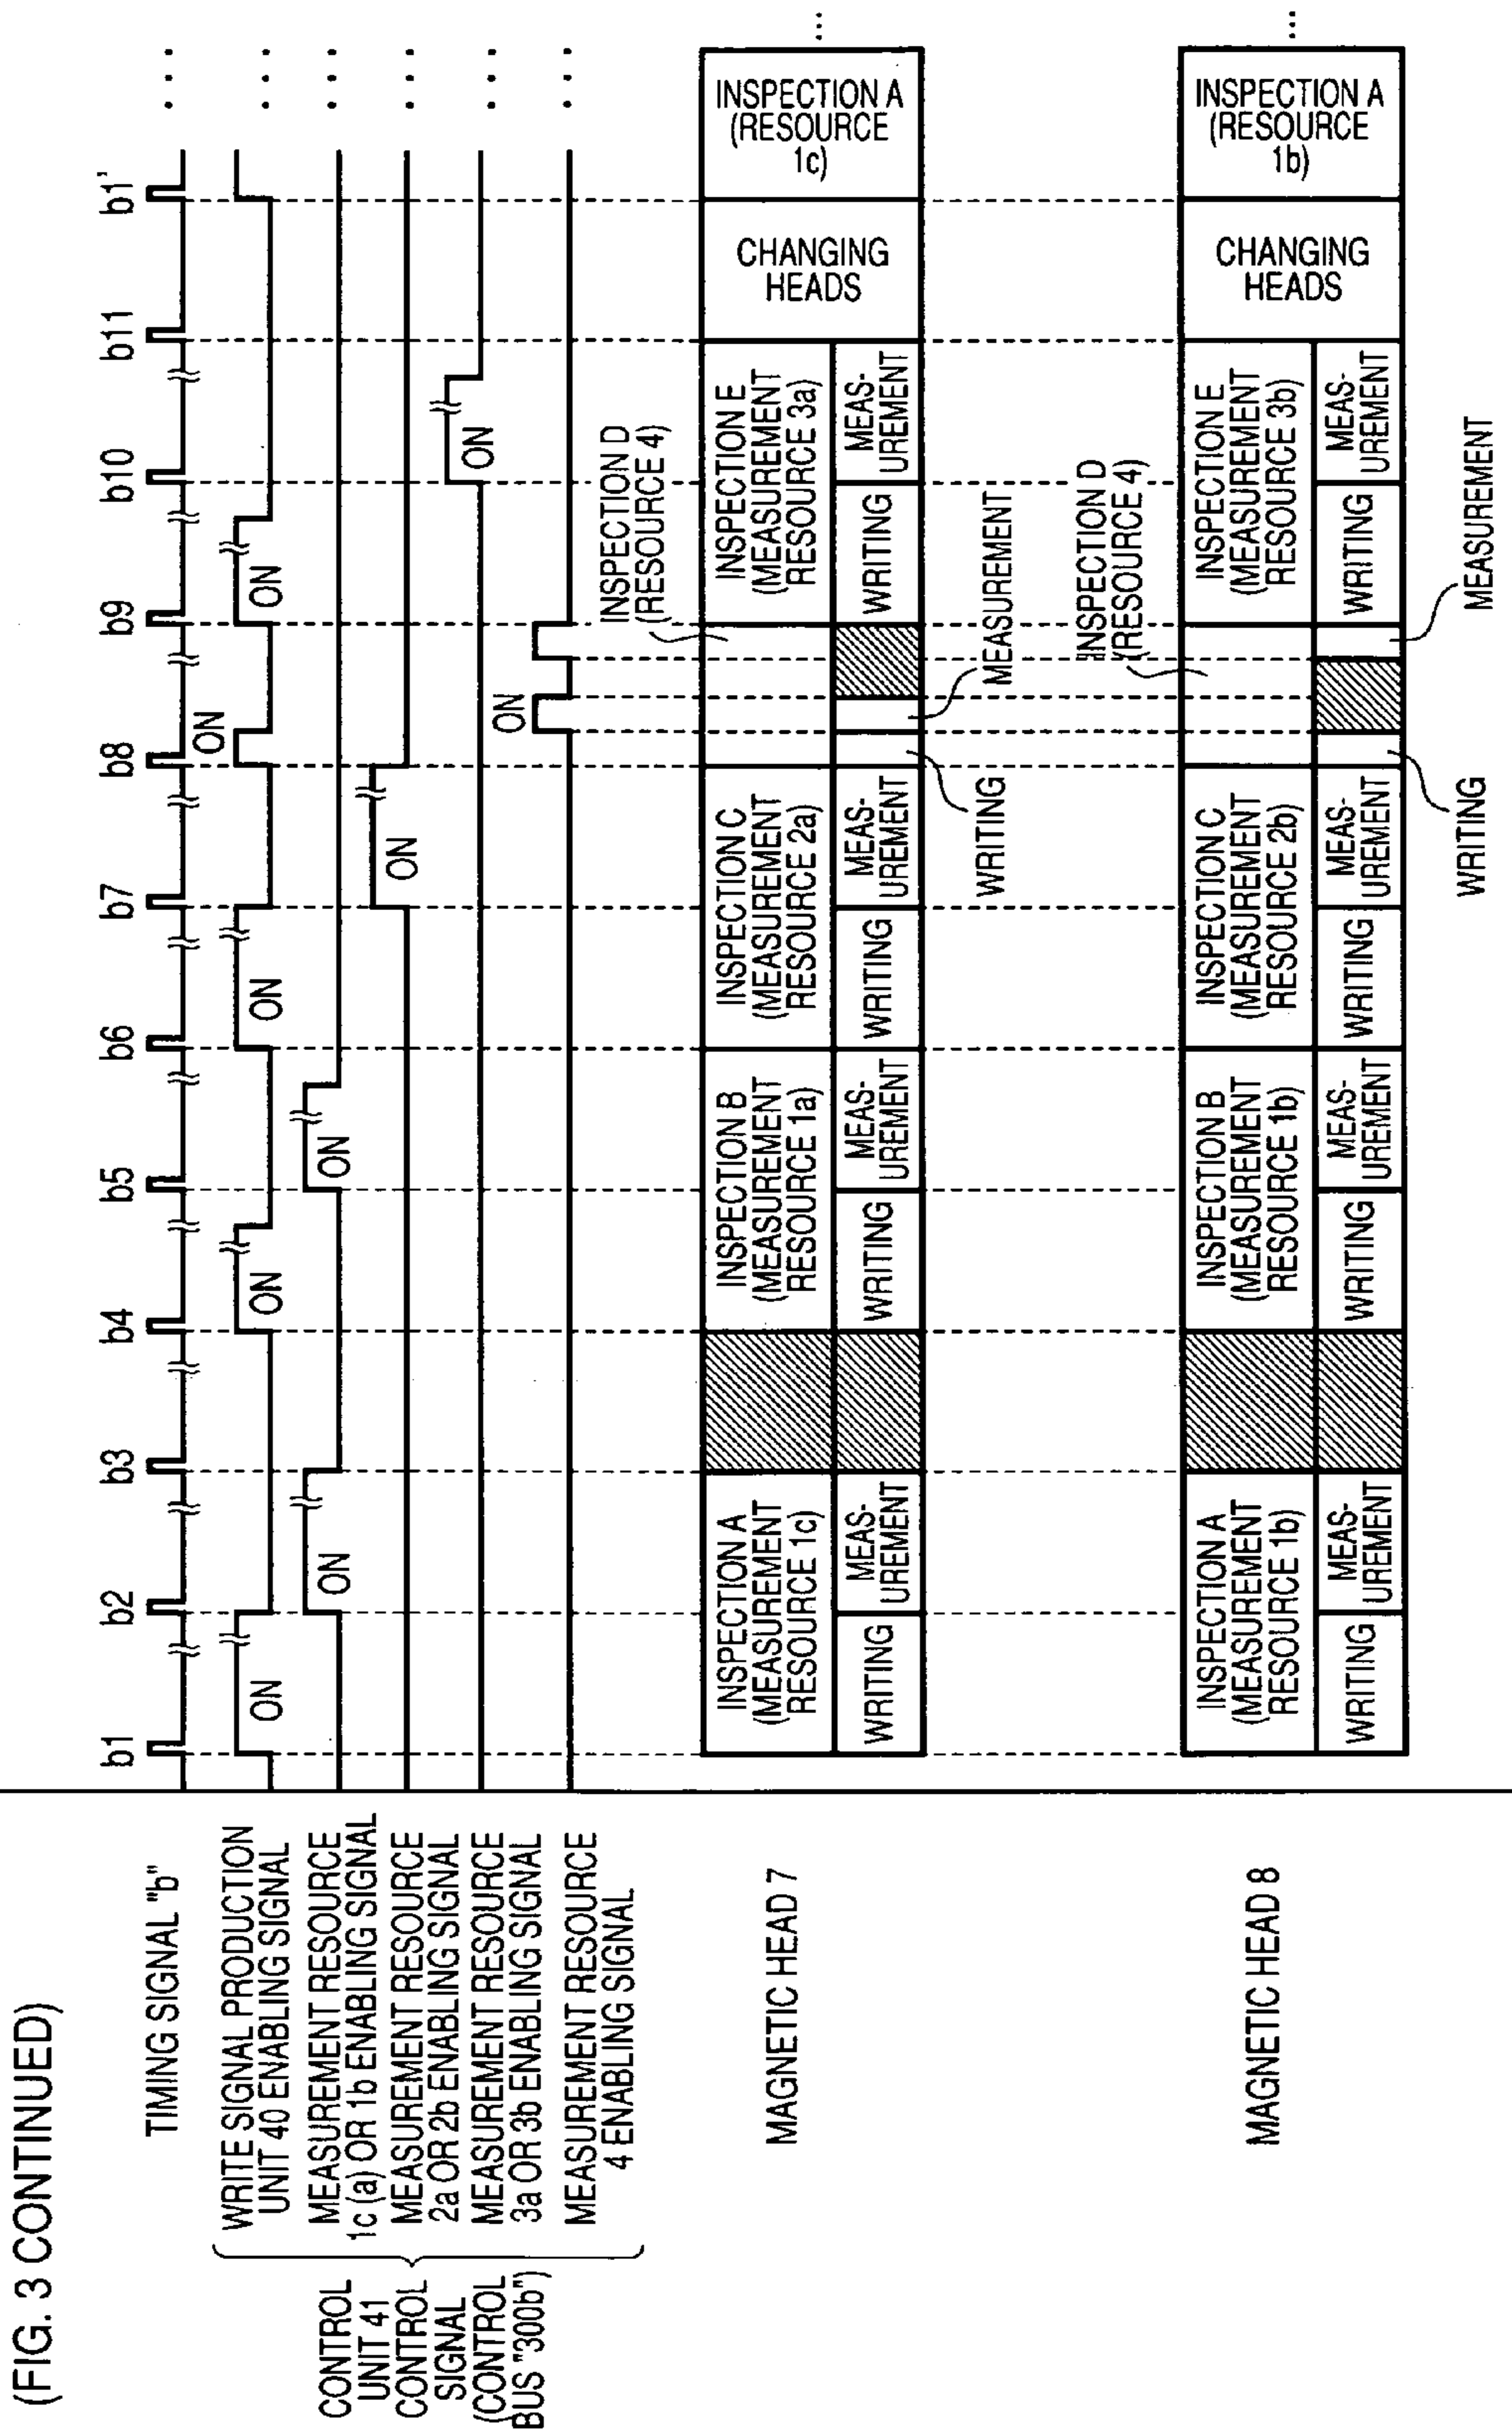 (FIG. 3 CONTINUED)
TIMING SIGNAL "b"
b1
b2
b3
b4
b5
b6
b7
b8
b9
b10
b11
b1'
...
CONTROL
UNIT 41
CONTROL
SIGNAL
(CONTROL
BUS "300b")
WRITE SIGNAL PRODUCTION
UNIT 40 ENABLING SIGNAL
ON
ON
ON
ON
ON
...
MEASUREMENT RESOURCE
1c (a) OR 1b ENABLING SIGNAL
ON
ON
...
MEASUREMENT RESOURCE
2a OR 2b ENABLING SIGNAL
ON
...
MEASUREMENT RESOURCE
3a OR 3b ENABLING SIGNAL
ON
...
MEASUREMENT RESOURCE
4 ENABLING SIGNAL
ON
...
MAGNETIC HEAD 7
INSPECTION A
(MEASUREMENT
RESOURCE 1c)
WRITING
MEAS-
UREMENT
INSPECTION B
(MEASUREMENT
RESOURCE 1a)
WRITING
MEAS-
UREMENT
INSPECTION C
(MEASUREMENT
RESOURCE 2a)
WRITING
MEAS-
UREMENT
INSPECTION D
(RESOURCE 4)
WRITING
MEASUREMENT
INSPECTION E
(MEASUREMENT
RESOURCE 3a)
WRITING
MEAS-
UREMENT
CHANGING
HEADS
INSPECTION A
(RESOURCE
1c)
...
MAGNETIC HEAD 8
INSPECTION A
(MEASUREMENT
RESOURCE 1b)
WRITING
MEAS-
UREMENT
INSPECTION B
(MEASUREMENT
RESOURCE 1b)
WRITING
MEAS-
UREMENT
INSPECTION C
(MEASUREMENT
RESOURCE 2b)
WRITING
MEAS-
UREMENT
INSPECTION D
(RESOURCE 4)
WRITING
MEASUREMENT
INSPECTION E
(MEASUREMENT
RESOURCE 3b)
WRITING
MEAS-
UREMENT
CHANGING
HEADS
INSPECTION A
(RESOURCE
1b)
...